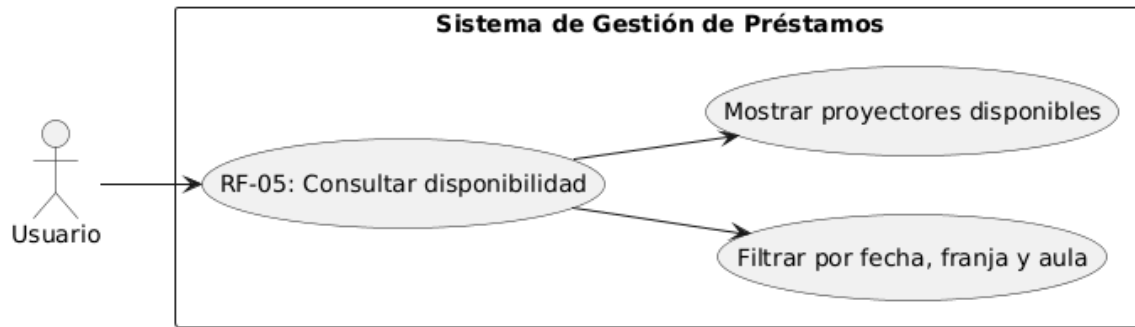 Sistema de Gestión de Préstamos
Mostrar proyectores disponibles
RF-05: Consultar disponibilidad
Usuario
Filtrar por fecha, franja y aula